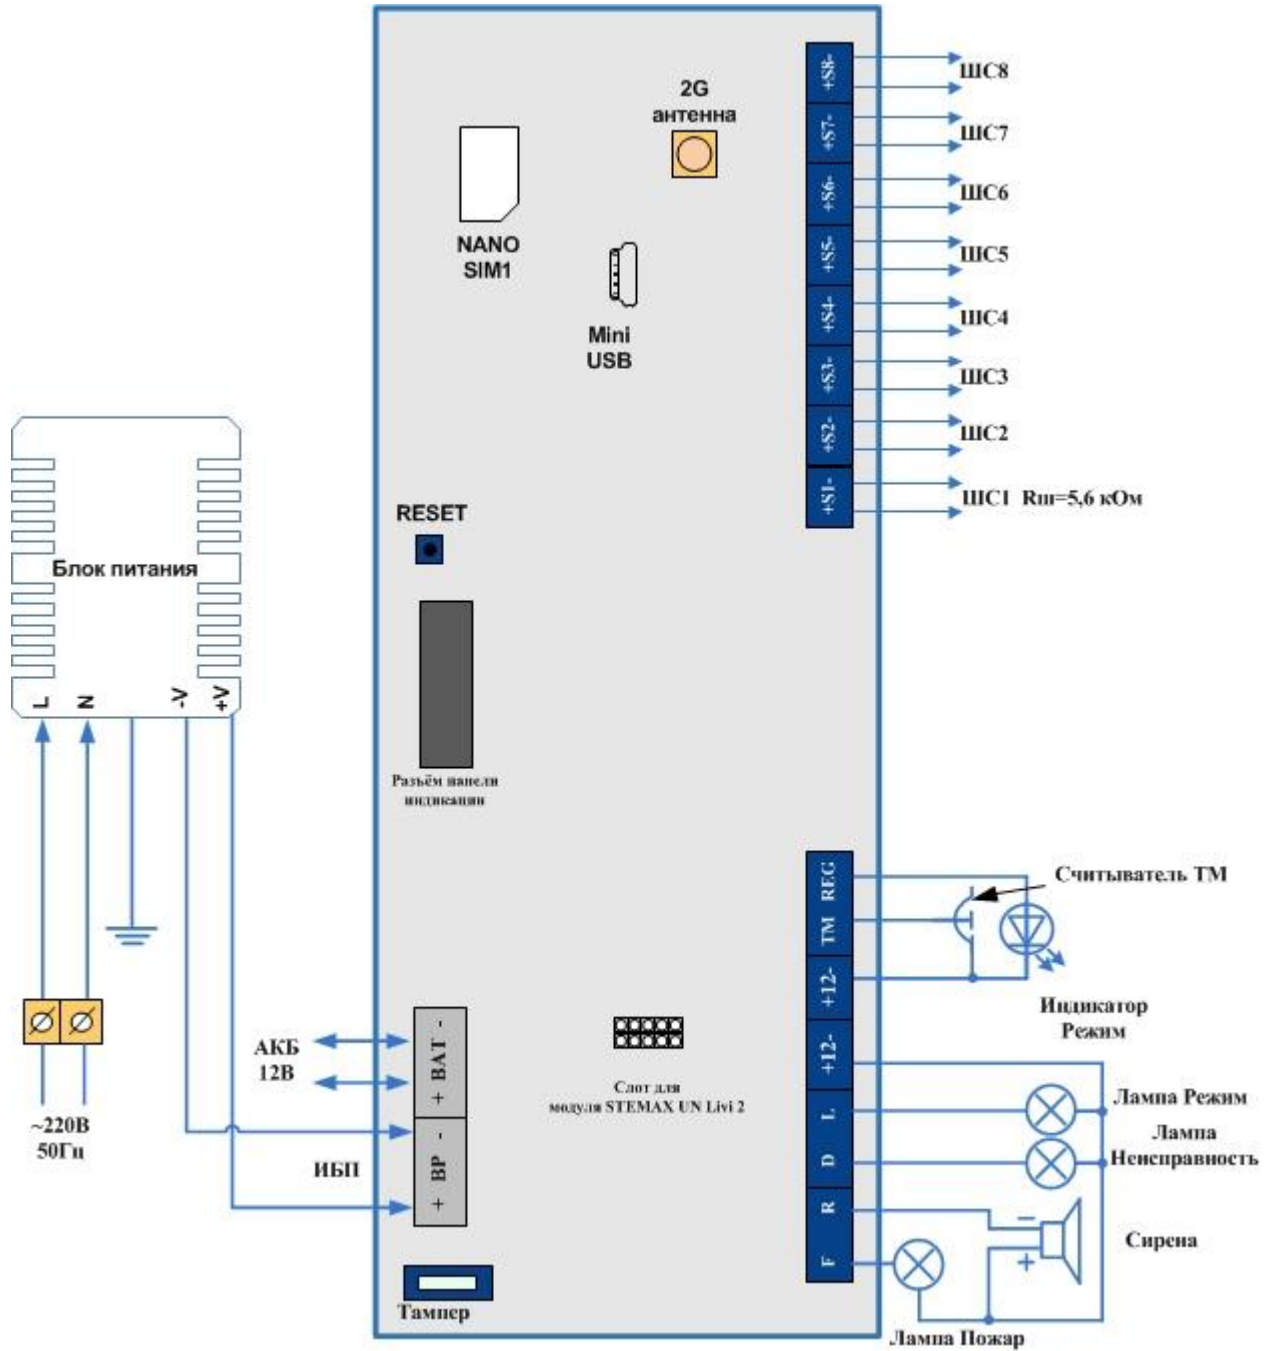 2G
антенна
NANO
SIM1
Mini
USB
RESET
Разъём панели
индикации
+S8-
ШС8
+S7-
ШС7
+S6-
ШС6
+S5-
ШС5
+S4-
ШС4
+S3-
ШС3
+S2-
ШС2
+S1-
ШС1 Rш=5,6 кОм
Блок питания
L
N
-V
+V
~220В
50Гц
АКБ
12В
ИБП
+ BAT -
+ BP -
Тампер
Слот для
модуля STEMAX UN Livi 2
REG
TM
+12-
+12-
L
D
R
F
Считыватель ТМ
Индикатор
Режим
Лампа Режим
Лампа
Неисправность
−
+
Сирена
Лампа Пожар